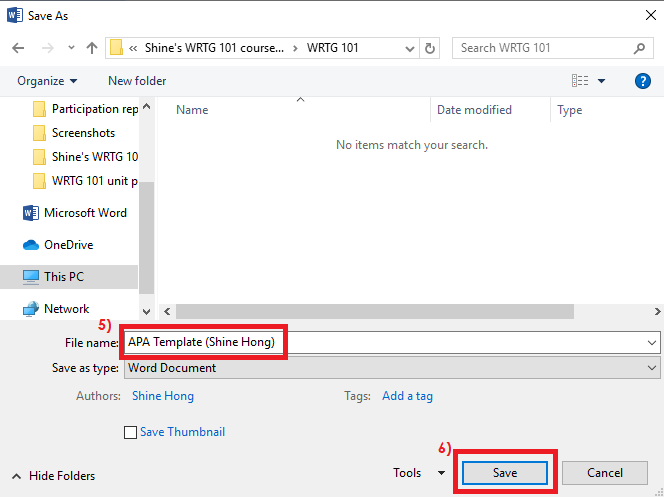 Save As
« Shine's WRTG 101 course... > WRTG 101
Search WRTG 101
Organize
New folder
?
Name
Date modified
Type
Participation rep
Screenshots
Shine's WRTG 10
WRTG 101 unit p
Microsoft Word
OneDrive
This PC
Network
No items match your search.
5)
File name: APA Template (Shine Hong)
Save as type: Word Document
Authors: Shine Hong
Tags: Add a tag
Save Thumbnail
6)
Hide Folders
Tools
Save
Cancel